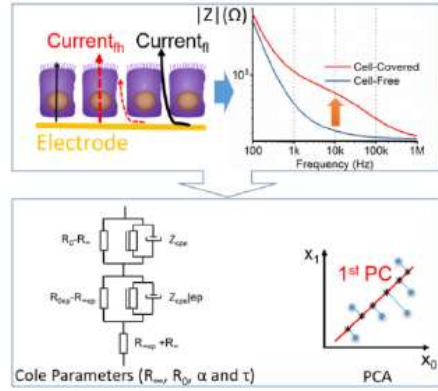 Current_fh
Current_fl
Electrode
|Z|(Ω)
10³
Cell-Covered
Cell-Free
100 1k 10k 100k 1M
Frequency (Hz)
R₀-R∞
Z_cpe
R₀ep-R∞ep
Z_cpe|ep
R∞ep+R∞
Cole Parameters (R∞, R₀, α and τ)
X₁
1st PC
X₀
PCA